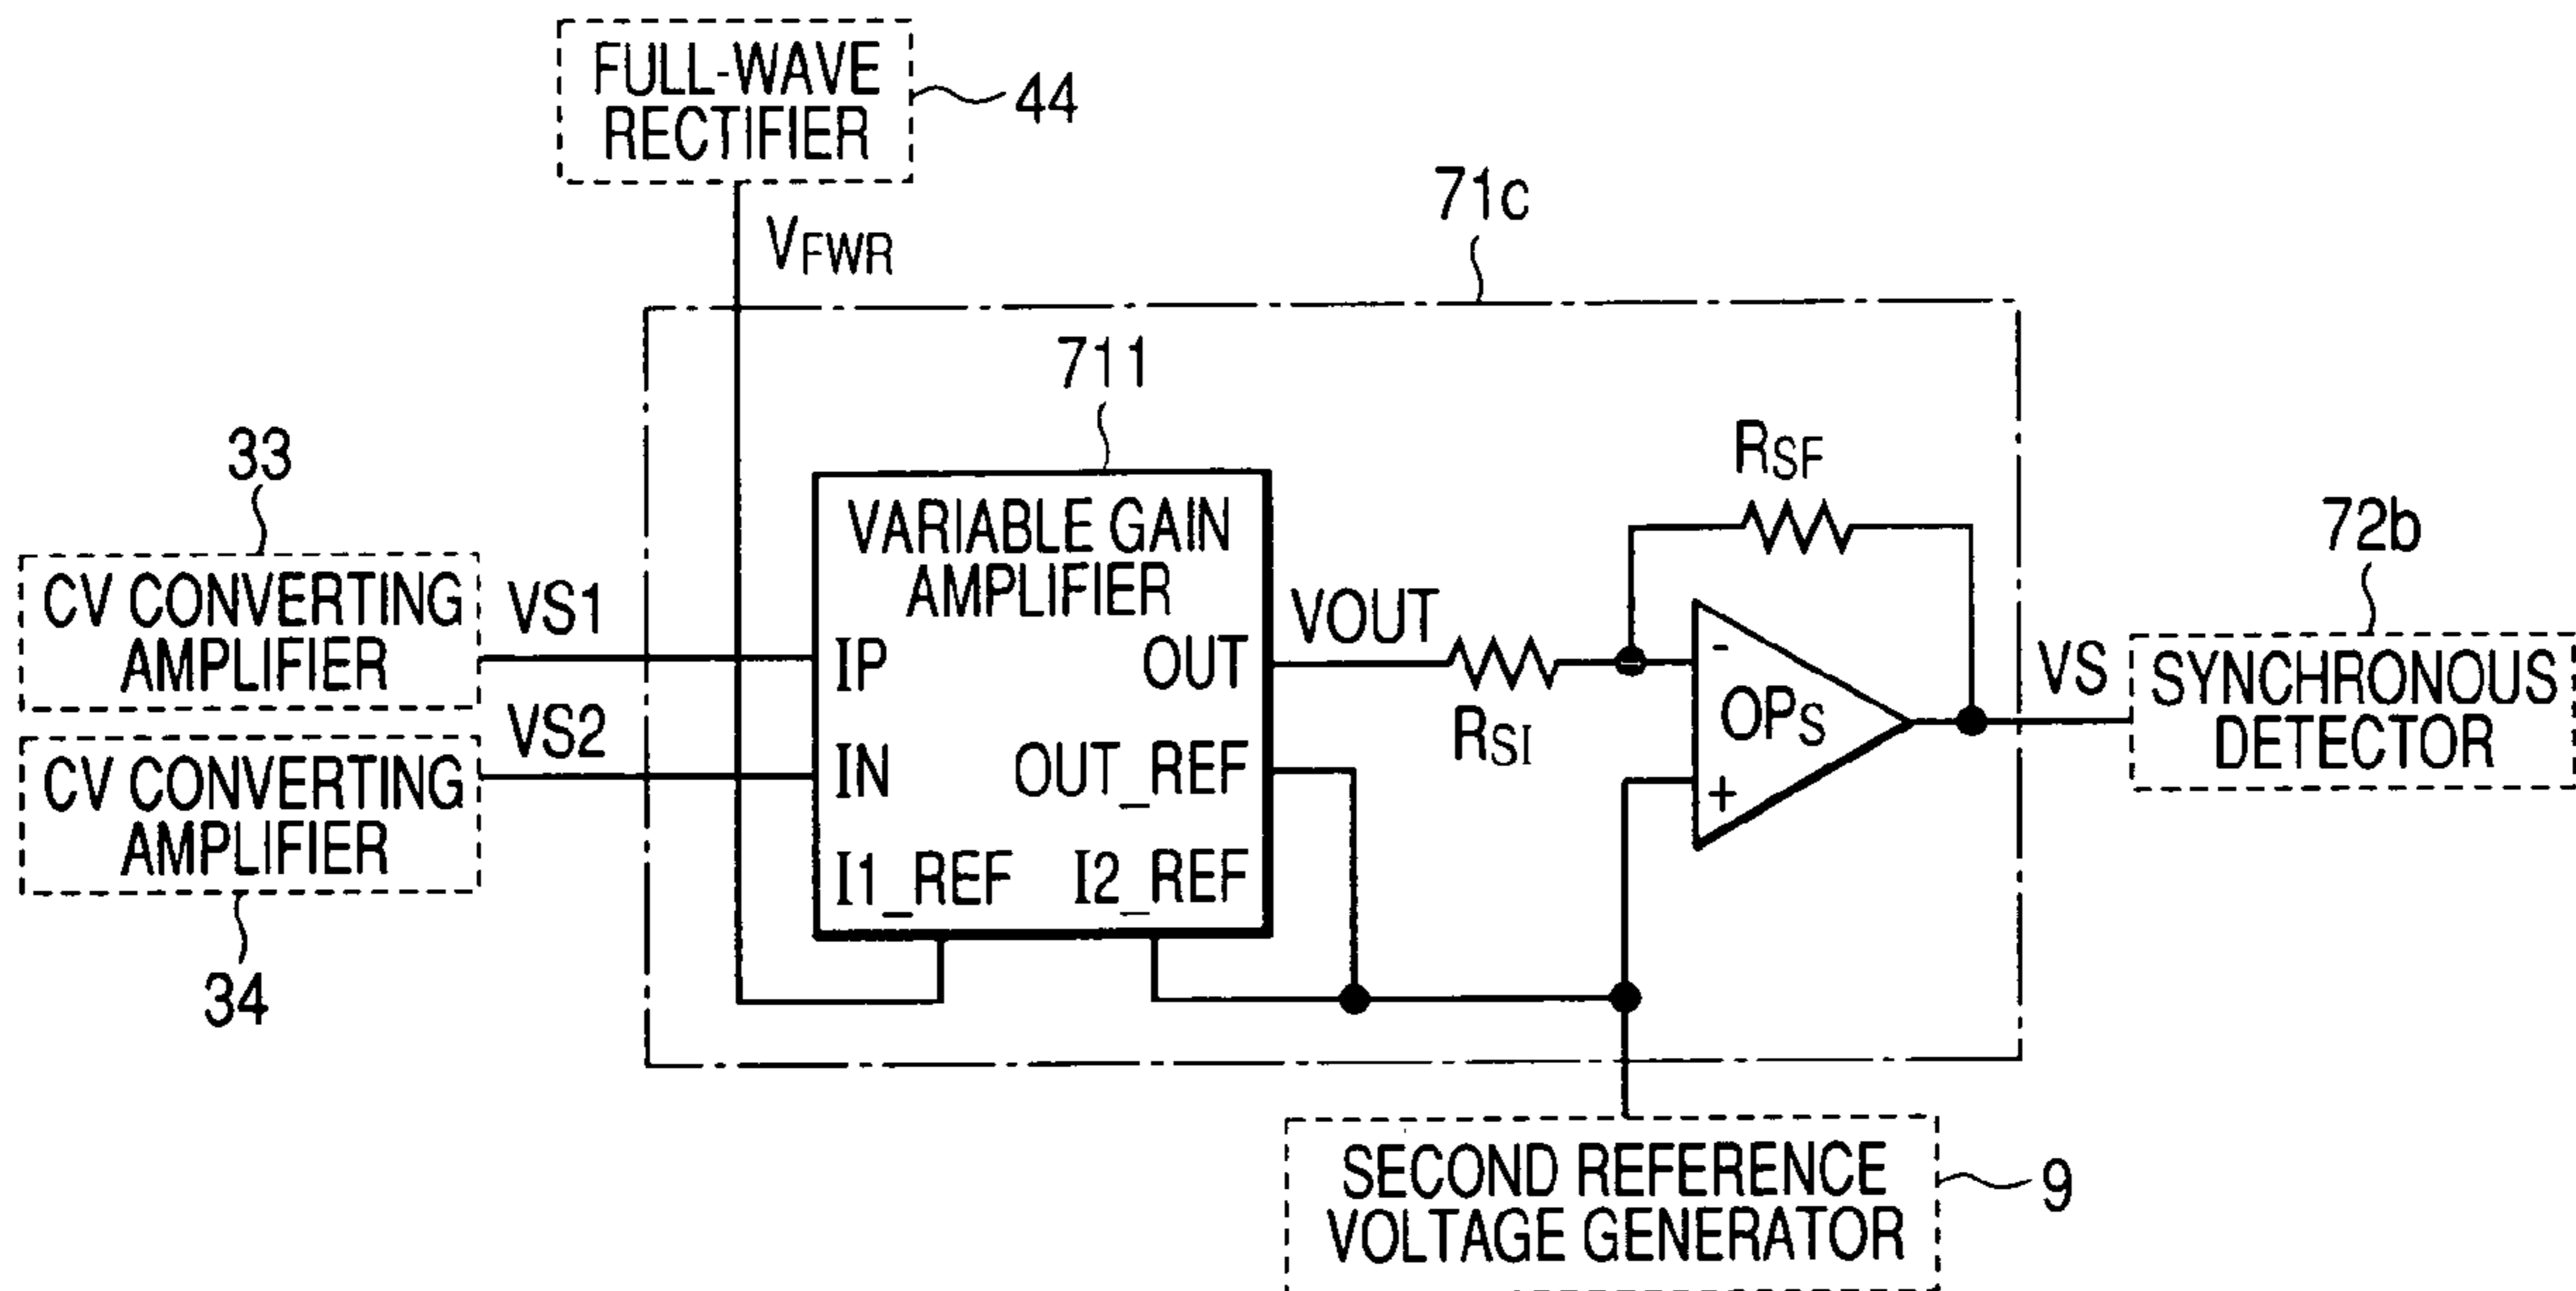 FULL-WAVE
RECTIFIER
44
VFWR
71c
711
33
CV CONVERTING
AMPLIFIER
VS1
VS2
CV CONVERTING
AMPLIFIER
34
VARIABLE GAIN
AMPLIFIER
IP
OUT
IN
OUT_REF
I1_REF
I2_REF
VOUT
RSI
RSF
-
OPS
+
VS
72b
SYNCHRONOUS
DETECTOR
SECOND REFERENCE
VOLTAGE GENERATOR
9